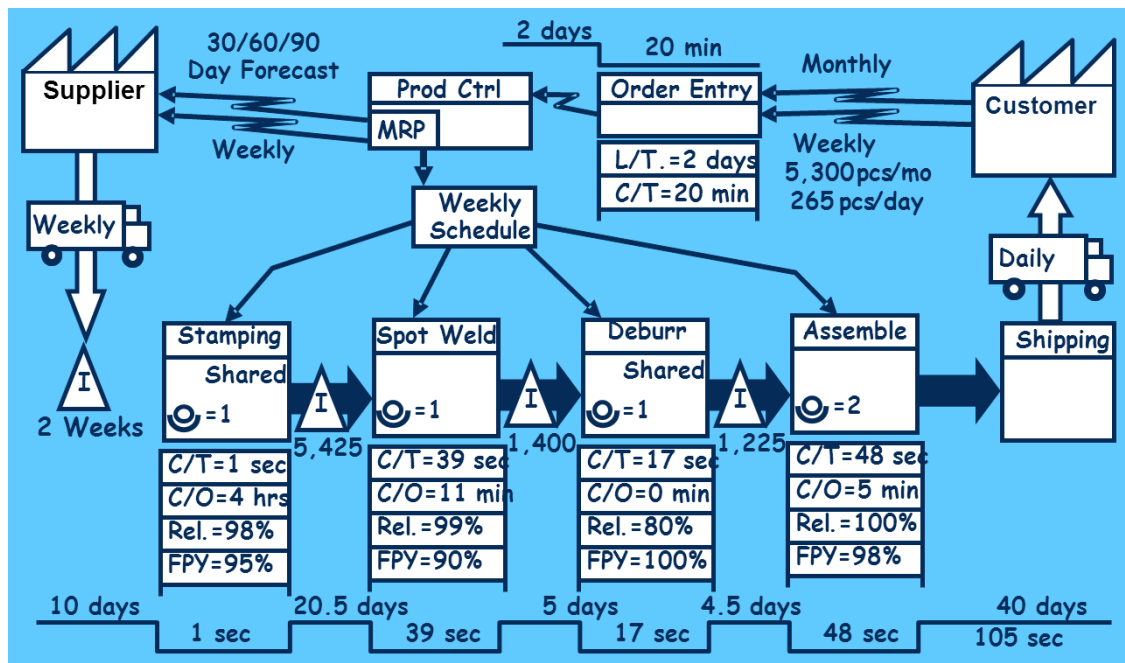 2 days
20 min
30/60/90
Day Forecast
Monthly
Supplier
Prod Ctrl
Order Entry
Customer
MRP
Weekly
Weekly
5,300 pcs/mo
265 pcs/day
L/T.=2 days
C/T=20 min
Weekly
Schedule
Weekly
Daily
Stamping
Spot Weld
Deburr
Assemble
Shipping
Shared
Shared
I
=1
I
=1
I
=1
I
=2
2 Weeks
5,425
1,400
1,225
C/T=1 sec
C/O=4 hrs
Rel.=98%
FPY=95%
C/T=39 sec
C/O=11 min
Rel.=99%
FPY=90%
C/T=17 sec
C/O=0 min
Rel.=80%
FPY=100%
C/T=48 sec
C/O=5 min
Rel.=100%
FPY=98%
10 days
20.5 days
5 days
4.5 days
40 days
1 sec
39 sec
17 sec
48 sec
105 sec